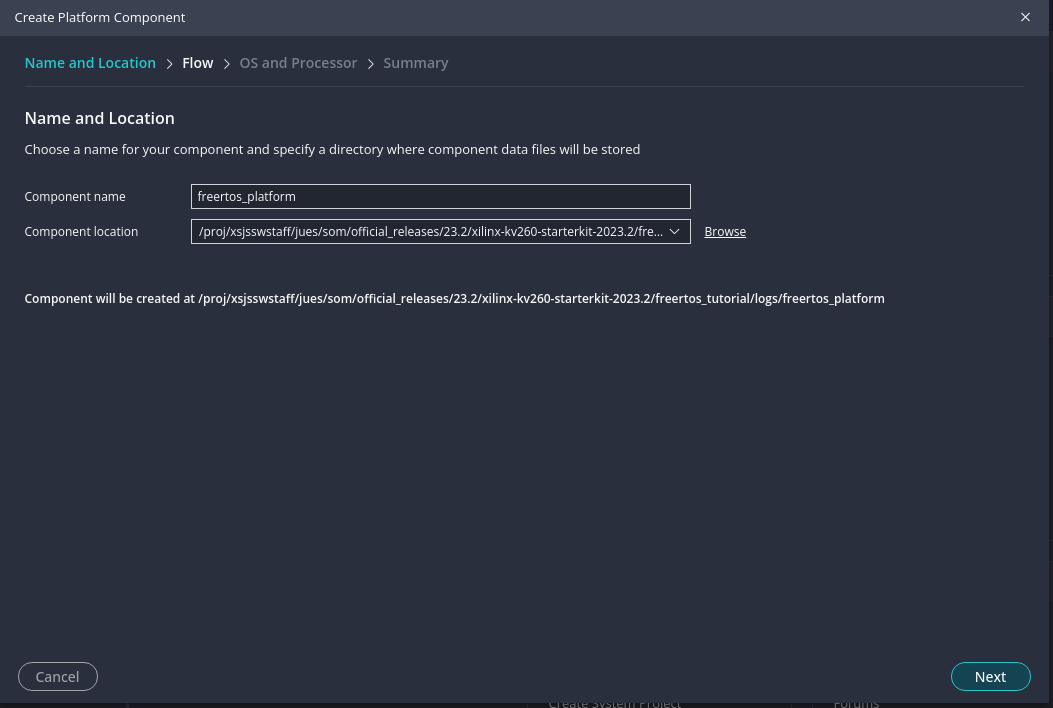 Create Platform Component
Name and Location > Flow > OS and Processor > Summary
Name and Location
Choose a name for your component and specify a directory where component data files will be stored
Component name freertos_platform
Component location /proj/xsjsswstaff/jues/som/official_releases/23.2/xilinx-kv260-starterkit-2023.2/fre... Browse
Component will be created at /proj/xsjsswstaff/jues/som/official_releases/23.2/xilinx-kv260-starterkit-2023.2/freertos_tutorial/logs/freertos_platform
Cancel Next
Create System Project Forums